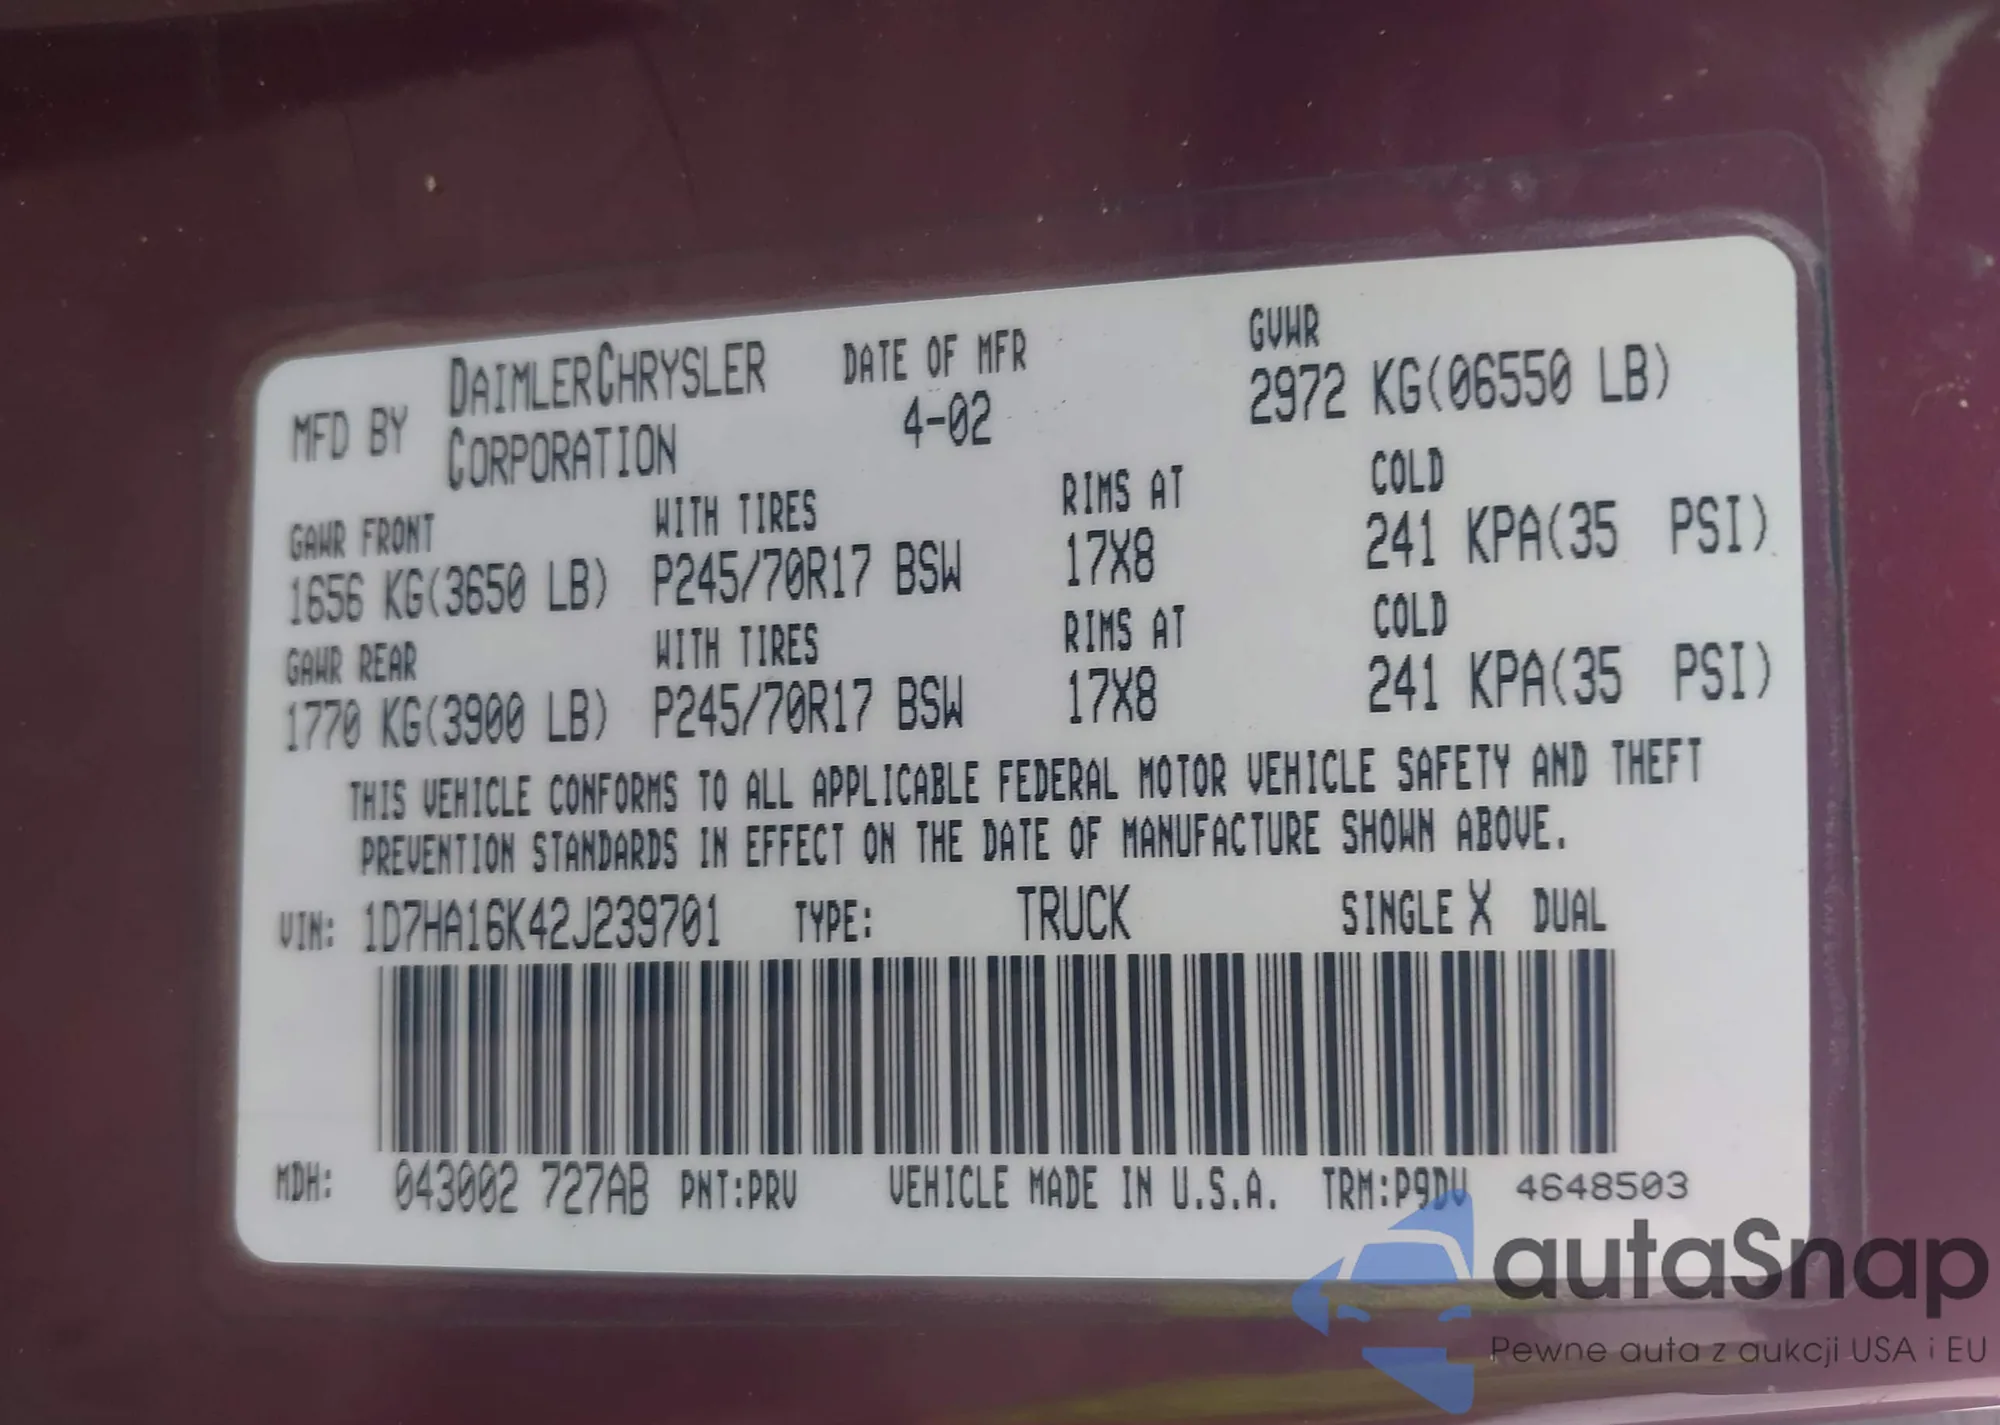 MFD BY DAIMLERCHRYSLER CORPORATION DATE OF MFR 4-02 GVWR 2972 KG(06550 LB)
GAWR FRONT WITH TIRES RIMS AT COLD
1656 KG(3650 LB) P245/70R17 BSW 17X8 241 KPA(35 PSI)
GAWR REAR WITH TIRES RIMS AT COLD
1770 KG(3900 LB) P245/70R17 BSW 17X8 241 KPA(35 PSI)
THIS VEHICLE CONFORMS TO ALL APPLICABLE FEDERAL MOTOR VEHICLE SAFETY AND THEFT
PREVENTION STANDARDS IN EFFECT ON THE DATE OF MANUFACTURE SHOWN ABOVE.
VIN: 1D7HA16K42J239701 TYPE: TRUCK SINGLE X DUAL
MDH: 043002 727AB PNT:PRV VEHICLE MADE IN U.S.A. TRM:P9DV 4648503
autaSnap
Pewne auta z aukcji USA i EU